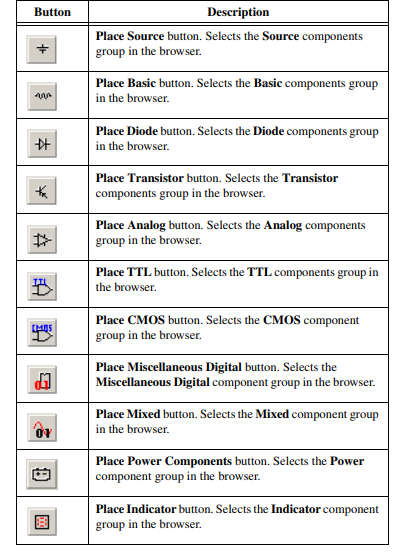 Button Description
Place Source button. Selects the Source components
group in the browser.
Place Basic button. Selects the Basic components group
in the browser.
Place Diode button. Selects the Diode components group
in the browser.
Place Transistor button. Selects the Transistor
components group in the browser.
Place Analog button. Selects the Analog components
group in the browser.
TTL
Place TTL button. Selects the TTL components group in
the browser.
CMOS
Place CMOS button. Selects the CMOS component
group in the browser.
Place Miscellaneous Digital button. Selects the
Miscellaneous Digital component group in the browser.
Place Mixed button. Selects the Mixed component group
in the browser.
Place Power Components button. Selects the Power
component group in the browser.
Place Indicator button. Selects the Indicator component
group in the browser.